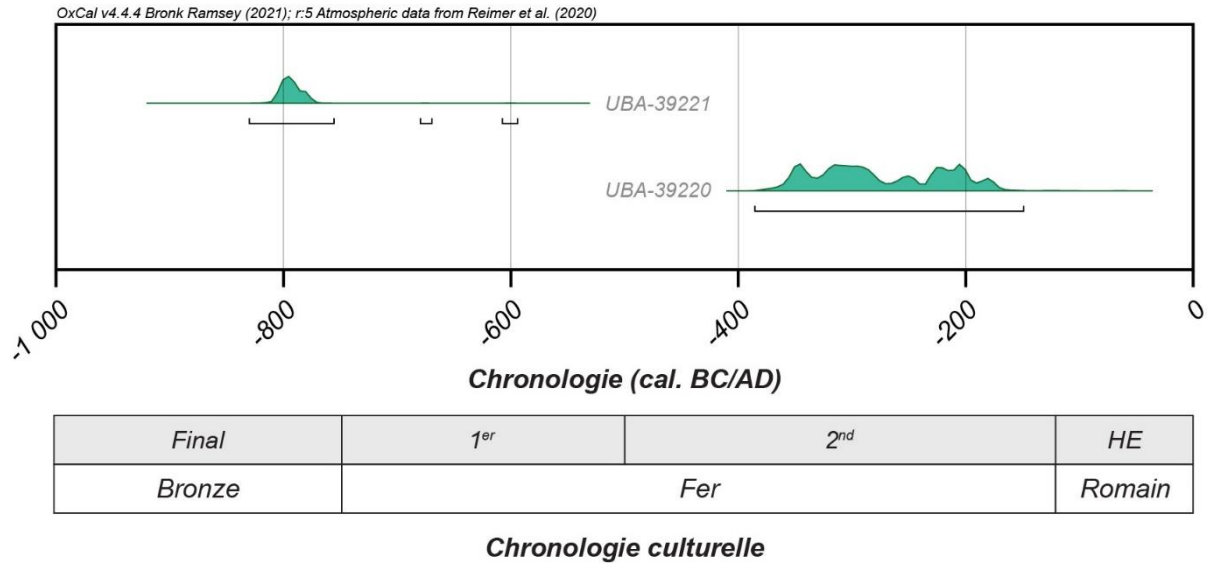 OxCal v4.4.4 Bronk Ramsey (2021); r:5 Atmospheric data from Reimer et al. (2020)
UBA-39221
UBA-39220
-1 000 -800 -600 -400 -200 0
Chronologie (cal. BC/AD)
Final 1er 2nd HE
Bronze Fer Romain
Chronologie culturelle